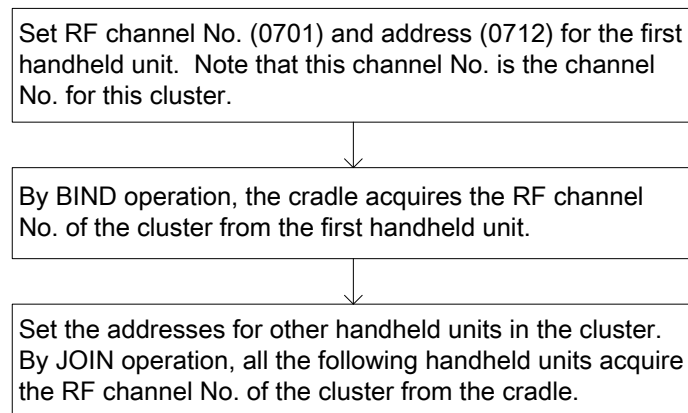 Set RF channel No. (0701) and address (0712) for the first
handheld unit.  Note that this channel No. is the channel
No. for this cluster.
By BIND operation, the cradle acquires the RF channel
No. of the cluster from the first handheld unit.
Set the addresses for other handheld units in the cluster.
By JOIN operation, all the following handheld units acquire
the RF channel No. of the cluster from the cradle.